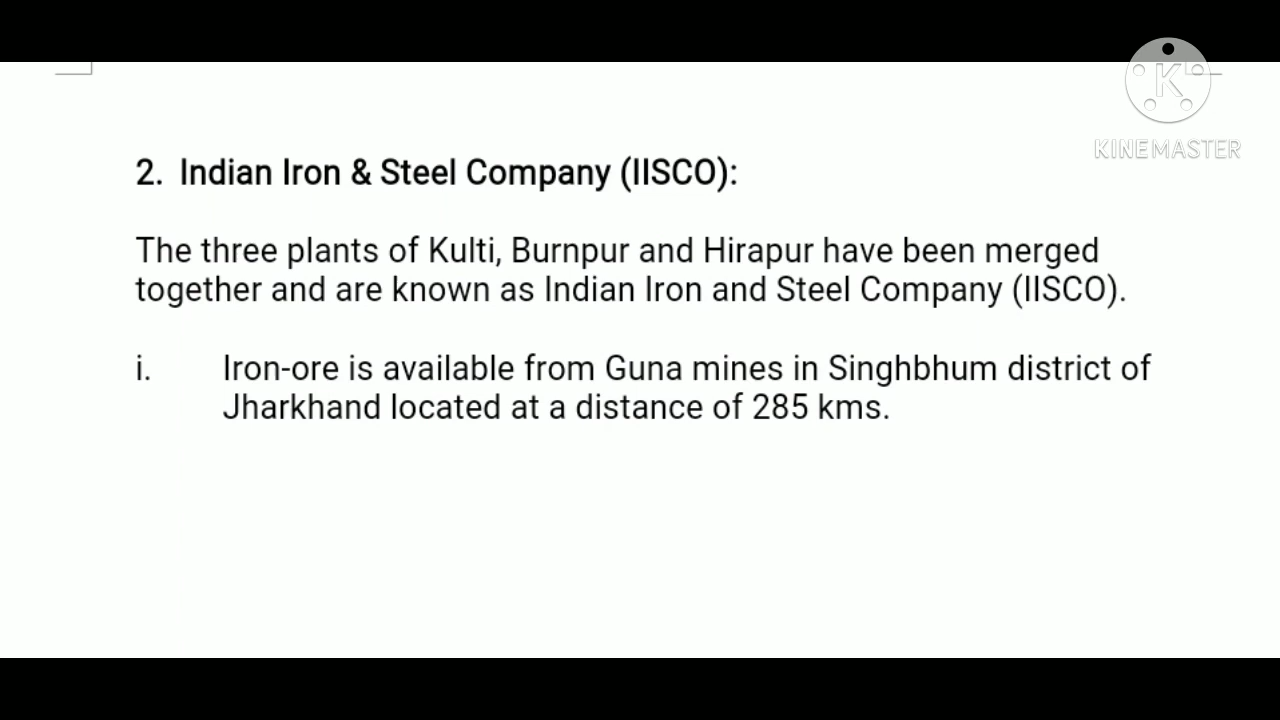 KINEMASTER
2. Indian Iron & Steel Company (IISCO):
The three plants of Kulti, Burnpur and Hirapur have been merged
together and are known as Indian Iron and Steel Company (IISCO).
i. Iron-ore is available from Guna mines in Singhbhum district of
Jharkhand located at a distance of 285 kms.